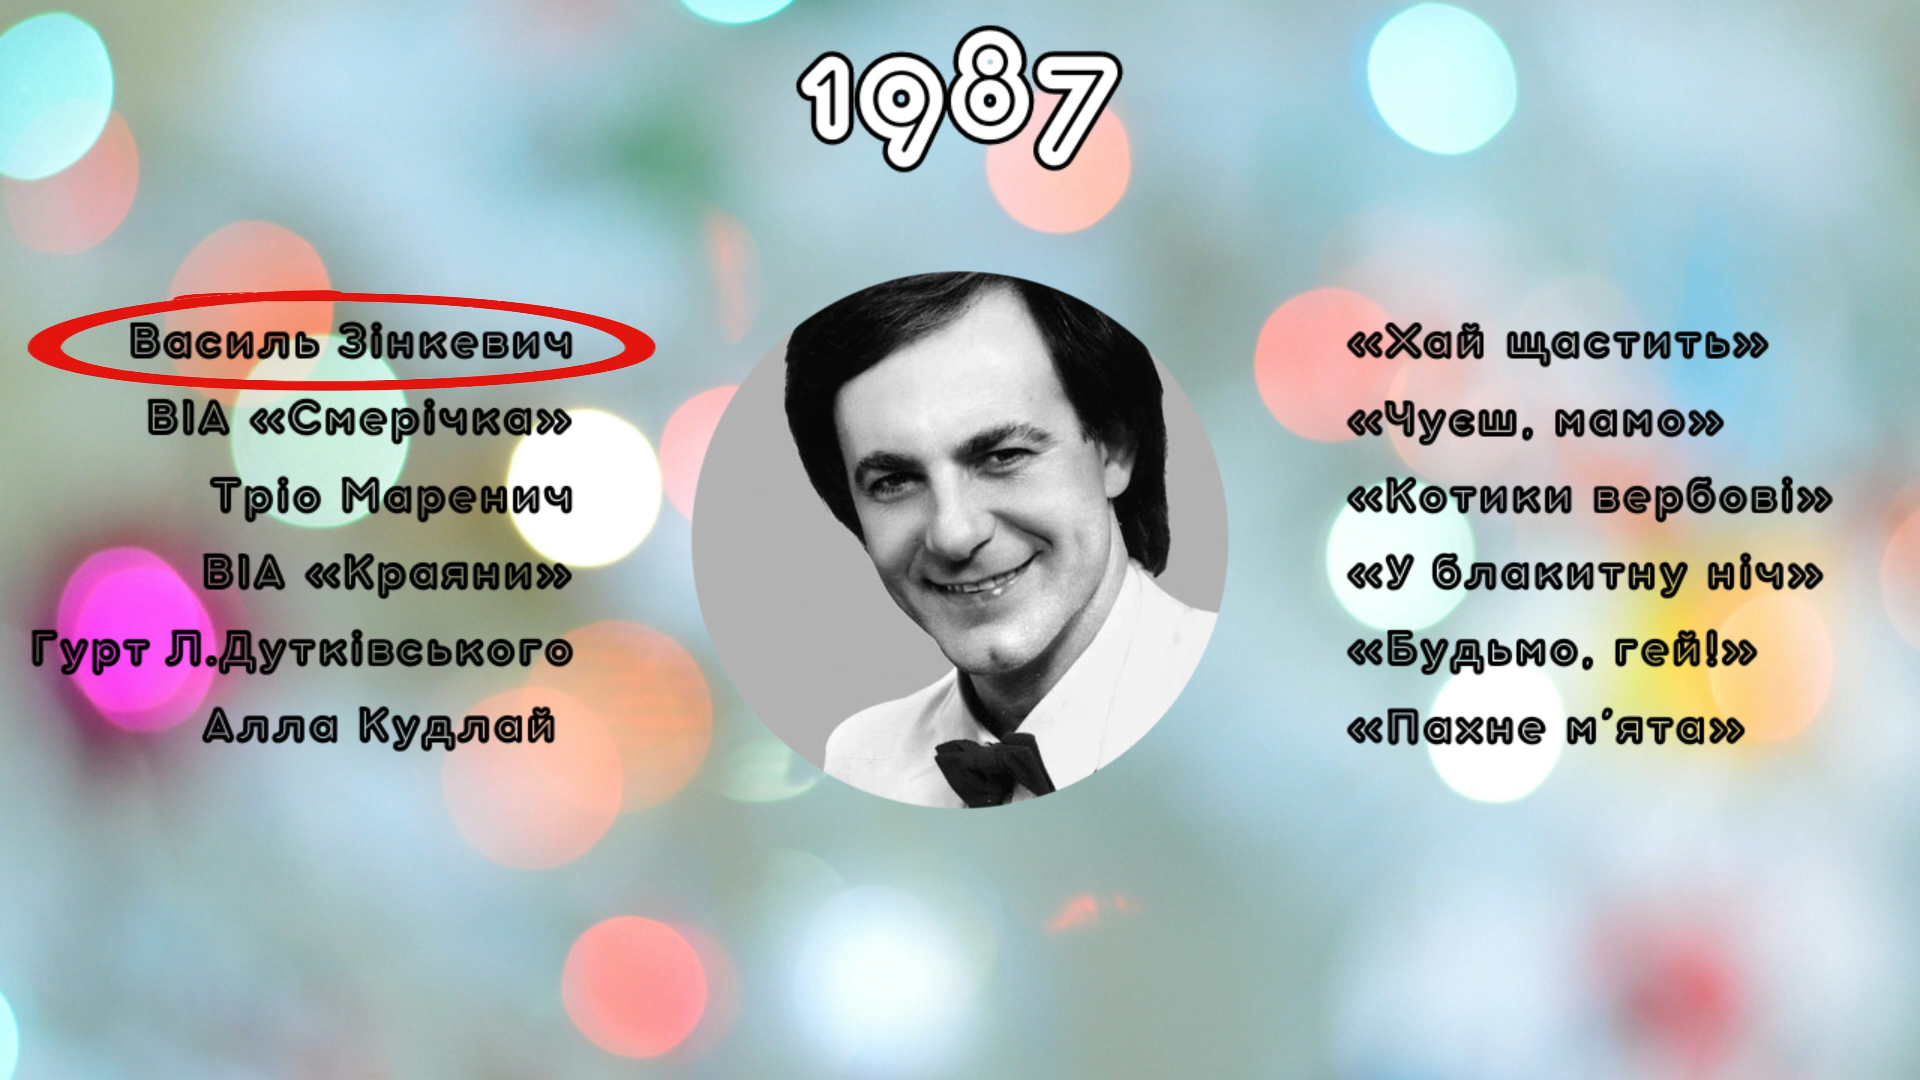 1987
Василь Зінкевич
ВІА «Смерічка»
Тріо Маренич
ВІА «Краяни»
Гурт Л.Дутківського
Алла Кудлай
«Хай щастить»
«Чуєш, мамо»
«Котики вербові»
«У блакитну ніч»
«Будьмо, гей!»
«Пахне м’ята»